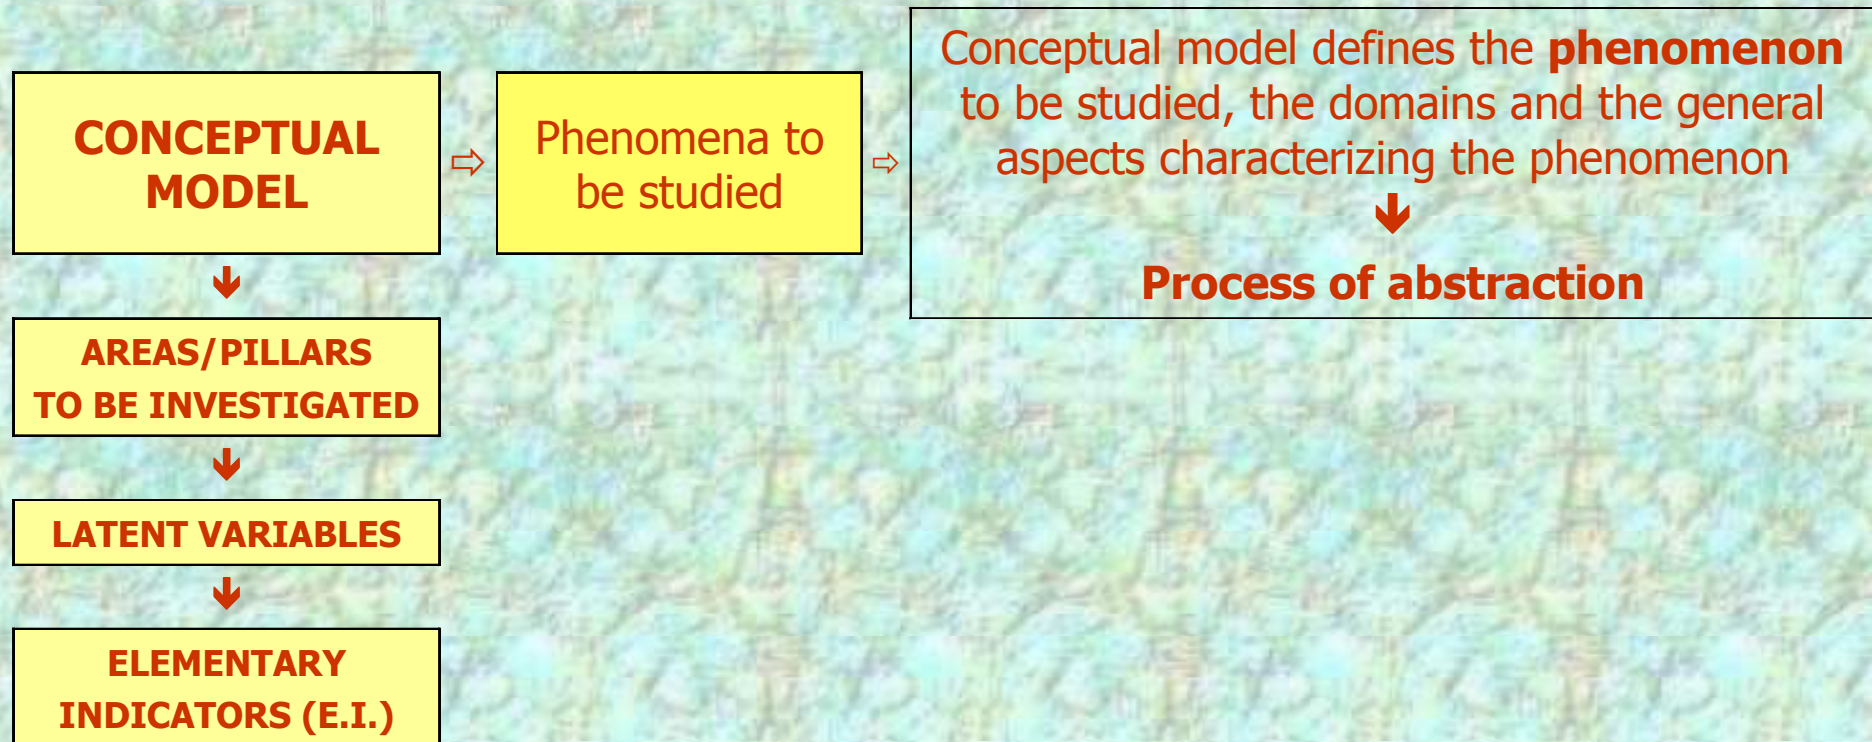 CONCEPTUAL
MODEL
⇨
Phenomena to
be studied
⇨
Conceptual model defines the phenomenon
to be studied, the domains and the general
aspects characterizing the phenomenon
🡻
Process of abstraction
🡻
AREAS/PILLARS
TO BE INVESTIGATED
🡻
LATENT VARIABLES
🡻
ELEMENTARY
INDICATORS (E.I.)